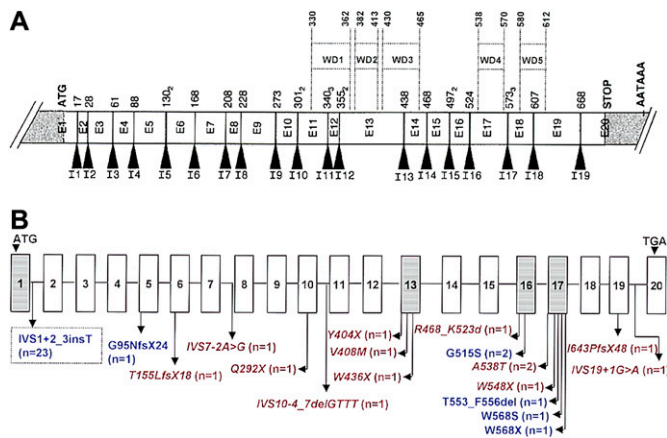 A
330 362 382 413 430 465 538 570 580 612
WD1 WD2 WD3 WD4 WD5
ATG 17 28 61 88 130₂ 168 208 228 273 301₂ 340₃ 355₂ 438 468 497₂ 524 573₃ 607 668 STOP AATAAA
E1 E2 E3 E4 E5 E6 E7 E8 E9 E10 E11 E12 E13 E14 E15 E16 E17 E18 E19 E20
I1 I2 I3 I4 I5 I6 I7 I8 I9 I10 I11 I12 I13 I14 I15 I16 I17 I18 I19
B
ATG TGA
1 2 3 4 5 6 7 8 9 10 11 12 13 14 15 16 17 18 19 20
IVS1+2_3insT
(n=23)
G95NfsX24
(n=1)
T155LfsX18 (n=1)
IVS7-2A>G (n=1)
Q292X (n=1)
IVS10-4_7delGTTT (n=1)
Y404X (n=1)
V408M (n=1)
W436X (n=1)
R468_K523d (n=1)
G515S (n=2)
A538T (n=2)
W548X (n=1)
T553_F556del (n=1)
W568S (n=1)
W568X (n=1)
I643PfsX48 (n=1)
IVS19+1G>A (n=1)